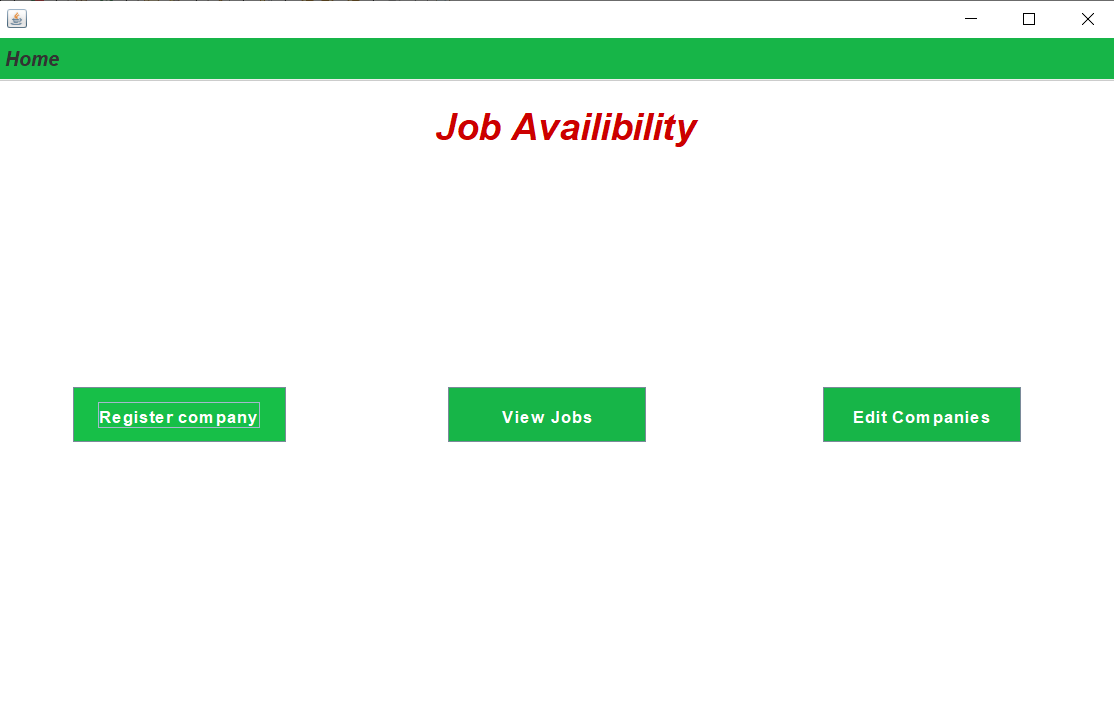 Home
Job Availibility
Register company
View Jobs
Edit Companies